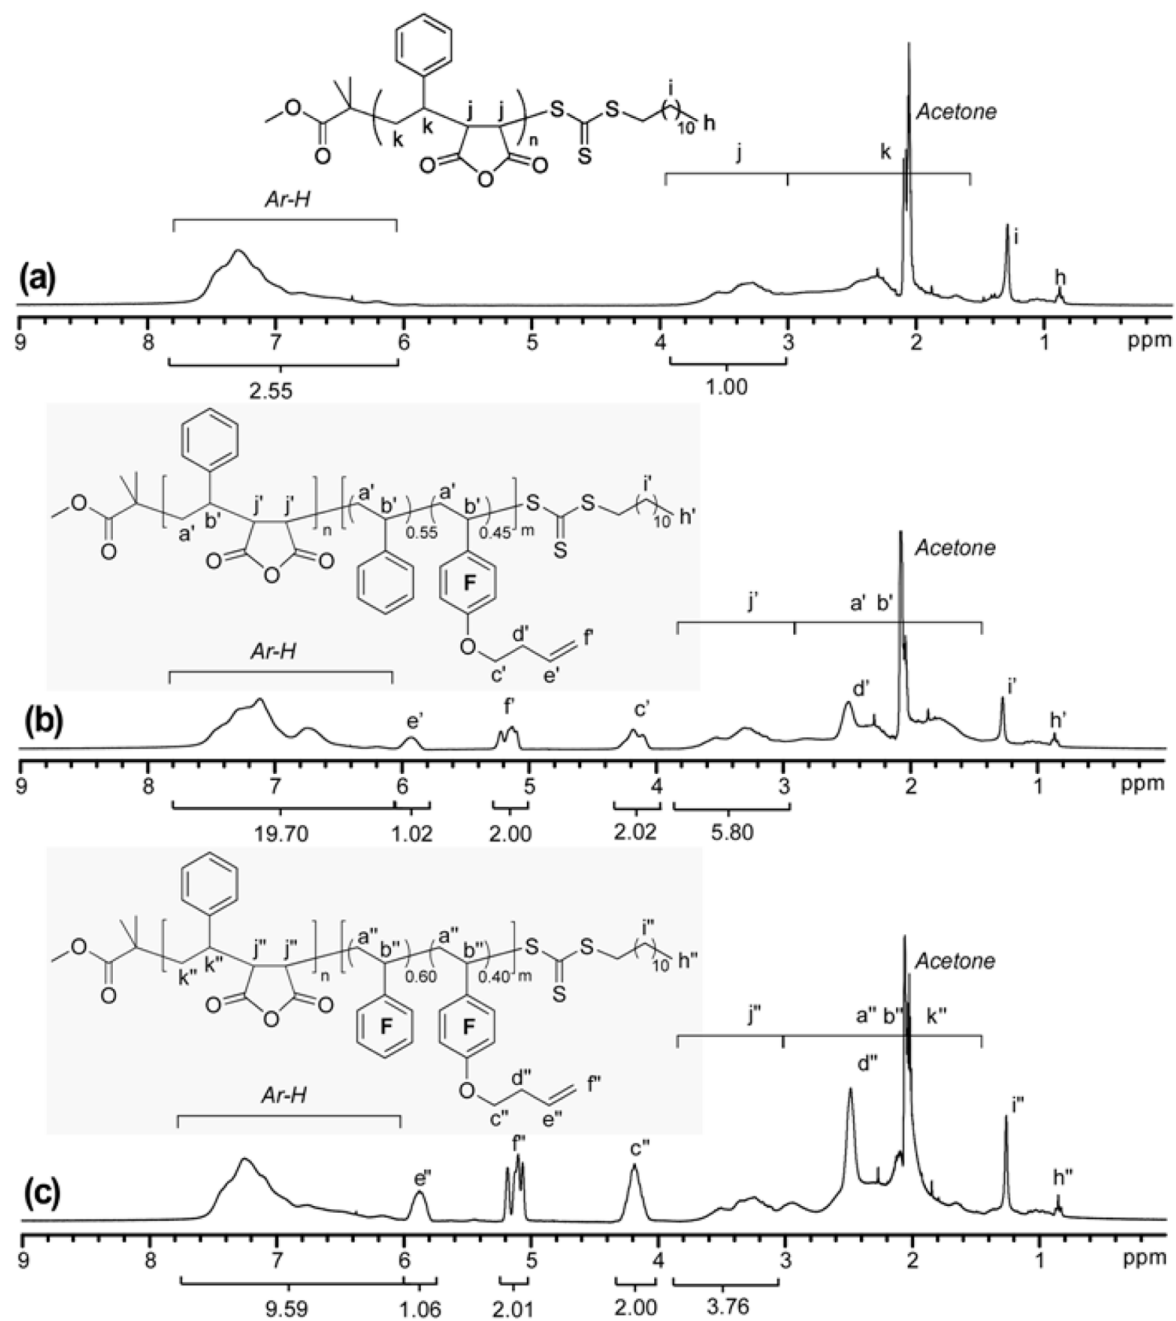 O
O
k
k
j
j
n
O
O
O
S
S
S
i
10
h
Acetone
j
k
Ar-H
i
h
(a)
9 8 7 6 5 4 3 2 1 ppm
2.55
1.00
O
O
a'
b'
j'
j'
n
O
O
O
a'
b'
0.55
a'
b'
0.45
m
S
S
S
i'
10
h'
F
O
c'
d'
e'
f'
Acetone
j'
a' b'
Ar-H
e'
f'
c'
d'
i'
h'
(b)
9 8 7 6 5 4 3 2 1 ppm
19.70
1.02
2.00
2.02
5.80
O
O
k"
k"
j"
j"
n
O
O
O
a"
b"
0.60
a"
b"
0.40
m
S
S
S
i"
10
h"
F
F
O
c"
d"
e"
f"
Acetone
j"
a" b" k"
Ar-H
e"
f"
c"
d"
i"
h"
(c)
9 8 7 6 5 4 3 2 1 ppm
9.59
1.06
2.01
2.00
3.76